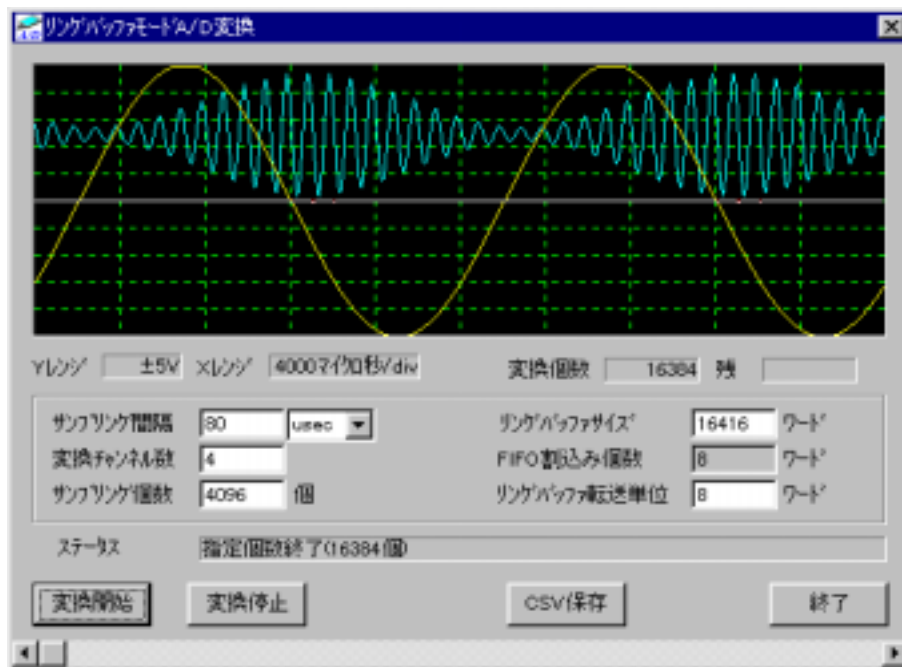 リングバッファモードA/D変換
Yレンジ ±5V Xレンジ 4000マイクロ秒/div 変換個数 16384 残
サンプリング間隔 80 usec リングバッファサイズ 16416 ワード
変換チャンネル数 4 FIFO割込み個数 8 ワード
サンプリング個数 4096 個 リングバッファ転送単位 8 ワード
ステータス 指定個数終了(16384個)
変換開始 変換停止 CSV保存 終了